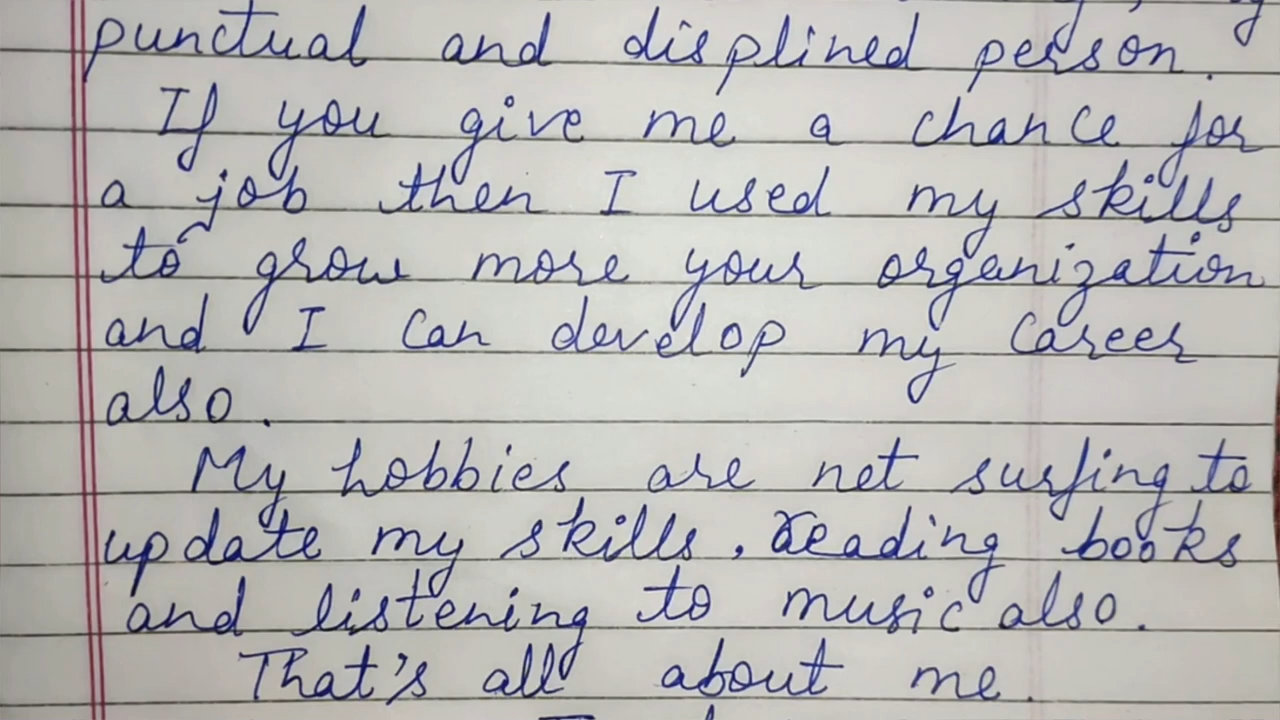 punctual and displined person.
If you give me a chance for
a job then I used my skills
to grow more your organization
and I can develop my career
also.
My hobbies are net surfing to
update my skills, reading books
and listening to music also.
That's all about me.